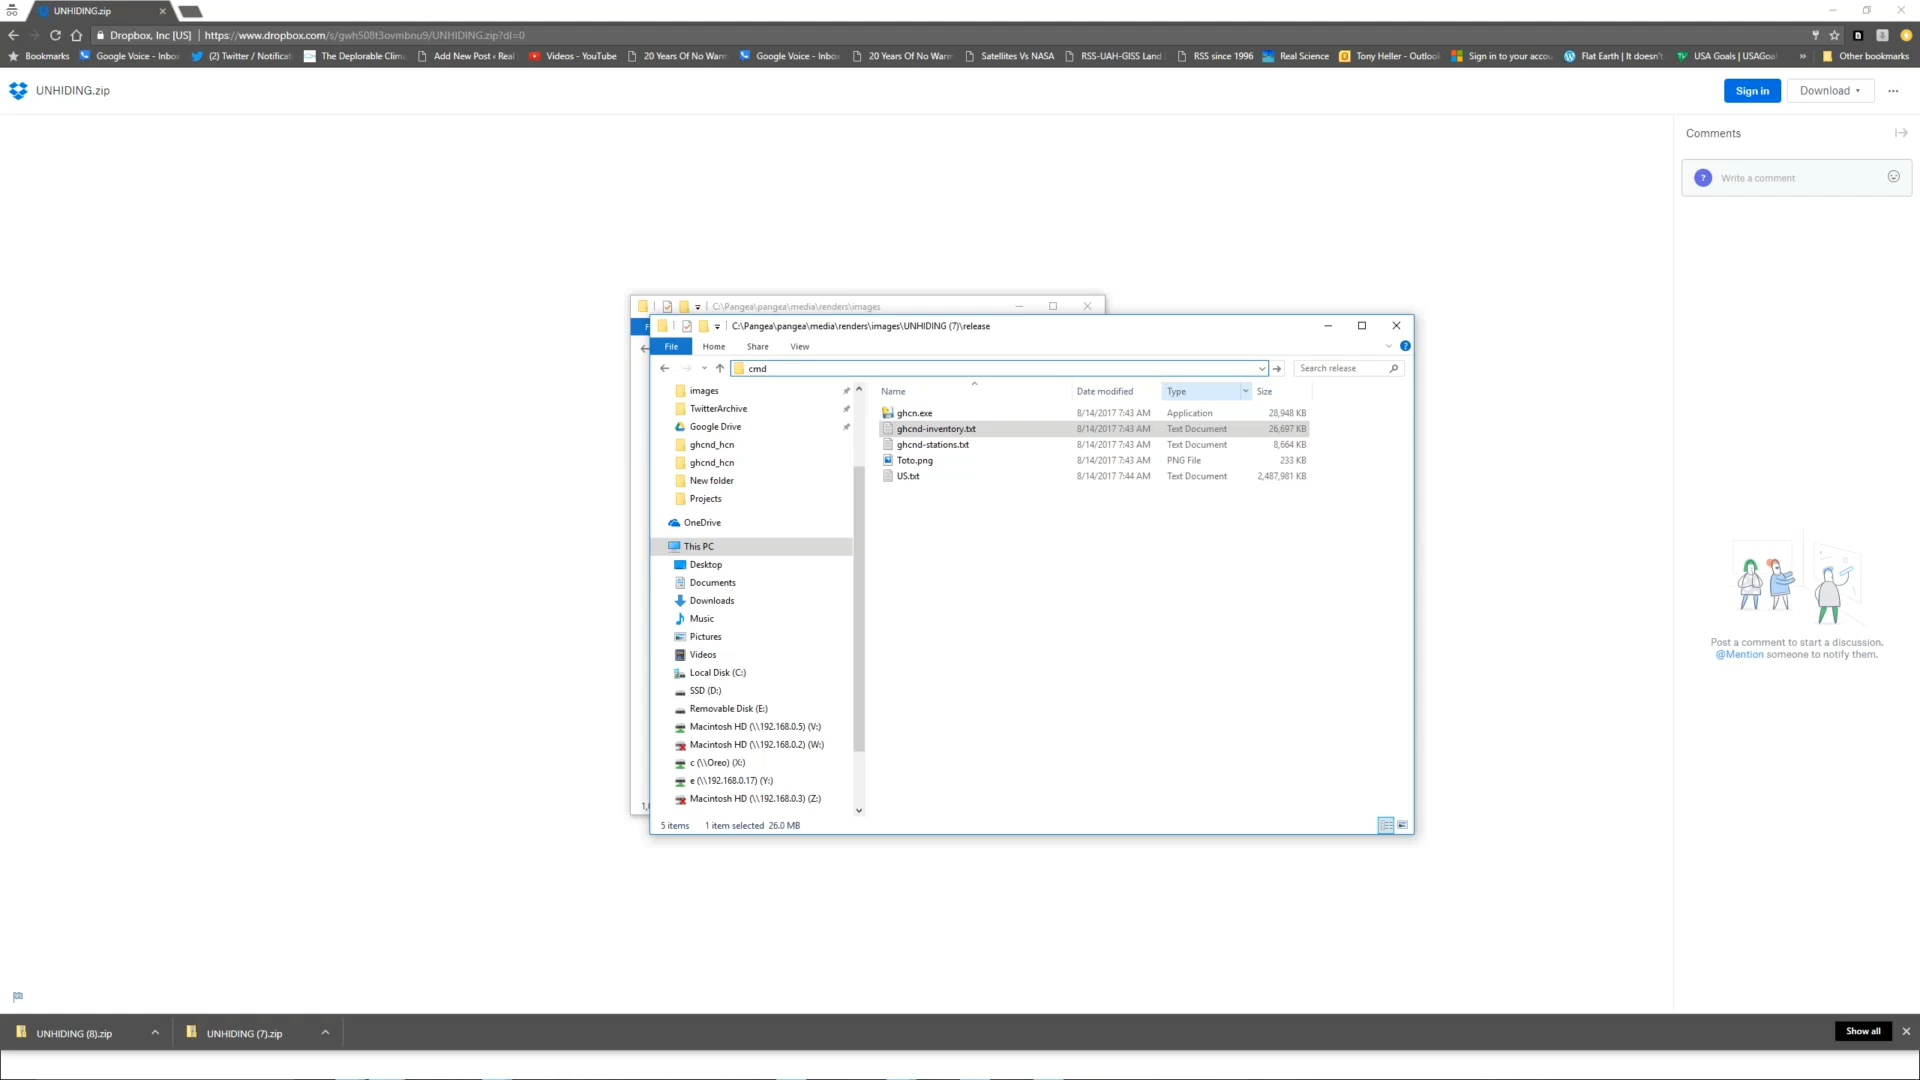 UNHIDING.zip
Dropbox, Inc [US] | https://www.dropbox.com/s/gwh508t3ovmbnu9/UNHIDING.zip?dl=0
Bookmarks Google Voice - Inbo (2) Twitter / Notificat The Deplorable Clim Add New Post ‹ Real Videos - YouTube 20 Years Of No Warm Google Voice - Inbo 20 Years Of No Warm Satellites Vs NASA RSS-UAH-GISS Land RSS since 1996 Real Science Tony Heller - Outlook Sign in to your accou Flat Earth | It doesn't USA Goals | USAGoal » Other bookmarks
UNHIDING.zip
Sign in
Download
Comments
Write a comment
C:\Pangea\pangea\media\renders\images
C:\Pangea\pangea\media\renders\images\UNHIDING (7)\release
File Home Share View
cmd
Search release
Name Date modified Type Size
images
TwitterArchive
Google Drive
ghcnd_hcn
ghcnd_hcn
New folder
Projects
OneDrive
This PC
Desktop
Documents
Downloads
Music
Pictures
Videos
Local Disk (C:)
SSD (D:)
Removable Disk (E:)
Macintosh HD (\\192.168.0.5) (V:)
Macintosh HD (\\192.168.0.2) (W:)
c (\\Oreo) (X:)
e (\\192.168.0.17) (Y:)
Macintosh HD (\\192.168.0.3) (Z:)
ghcn.exe 8/14/2017 7:43 AM Application 28,948 KB
ghcnd-inventory.txt 8/14/2017 7:43 AM Text Document 26,697 KB
ghcnd-stations.txt 8/14/2017 7:43 AM Text Document 8,664 KB
Toto.png 8/14/2017 7:43 AM PNG File 233 KB
US.txt 8/14/2017 7:44 AM Text Document 2,487,981 KB
5 items 1 item selected 26.0 MB
Post a comment to start a discussion.
@Mention someone to notify them.
UNHIDING (8).zip
UNHIDING (7).zip
Show all